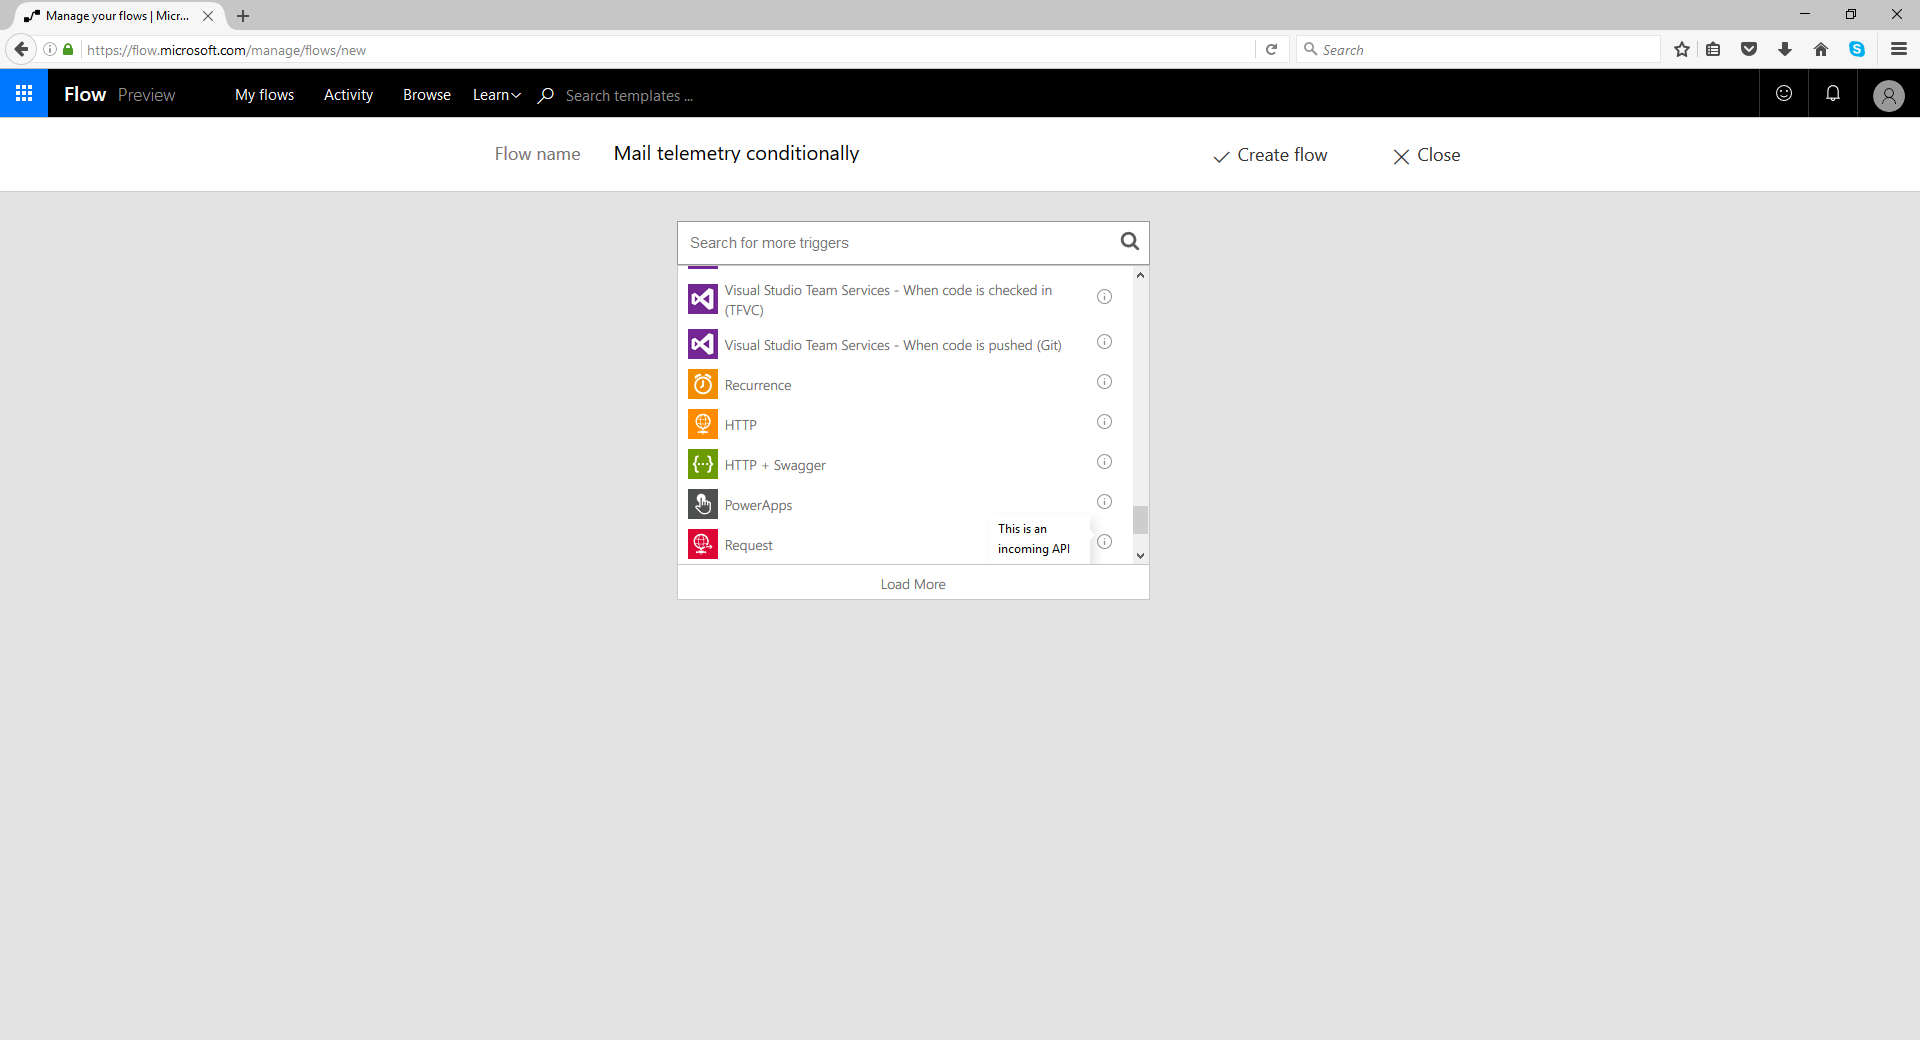 Manage your flows | Micr...
https://flow.microsoft.com/manage/flows/new
Search
Flow Preview My flows Activity Browse Learn Search templates ...
Flow name Mail telemetry conditionally Create flow Close
Search for more triggers
Visual Studio Team Services - When code is checked in
(TFVC)
Visual Studio Team Services - When code is pushed (Git)
Recurrence
HTTP
HTTP + Swagger
PowerApps
This is an
incoming API
Request
Load More